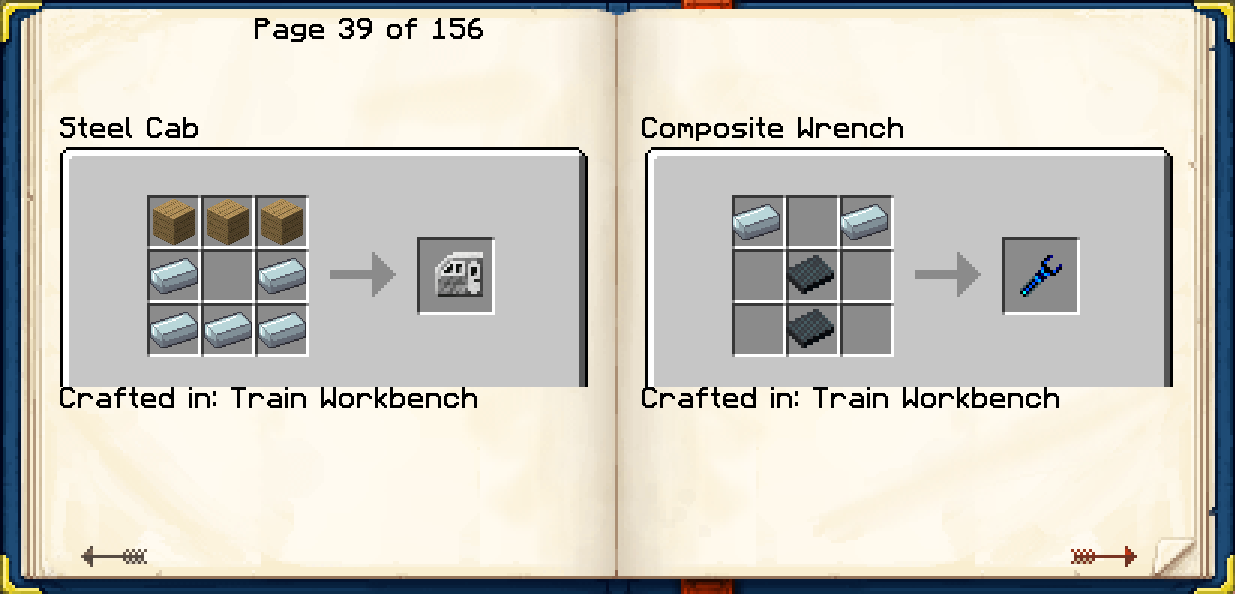 Page 39 of 156
Steel Cab
Crafted in: Train Workbench
Composite Wrench
Crafted in: Train Workbench